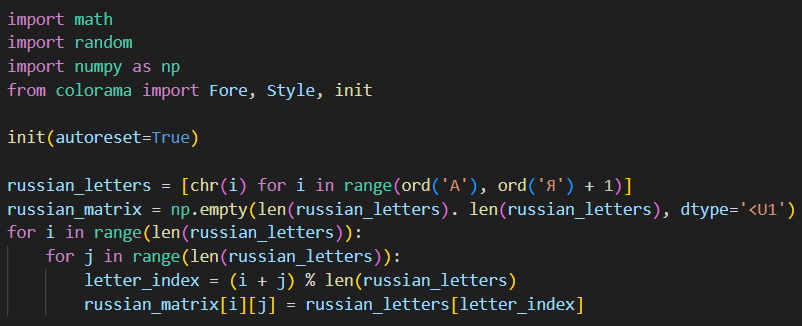 import math
import random
import numpy as np
from colorama import Fore, Style, init
init(autoreset=True)
russian_letters = [chr(i) for i in range(ord('А'), ord('Я') + 1)]
russian_matrix = np.empty(len(russian_letters). len(russian_letters), dtype='<U1')
for i in range(len(russian_letters)):
    for j in range(len(russian_letters)):
        letter_index = (i + j) % len(russian_letters)
        russian_matrix[i][j] = russian_letters[letter_index]